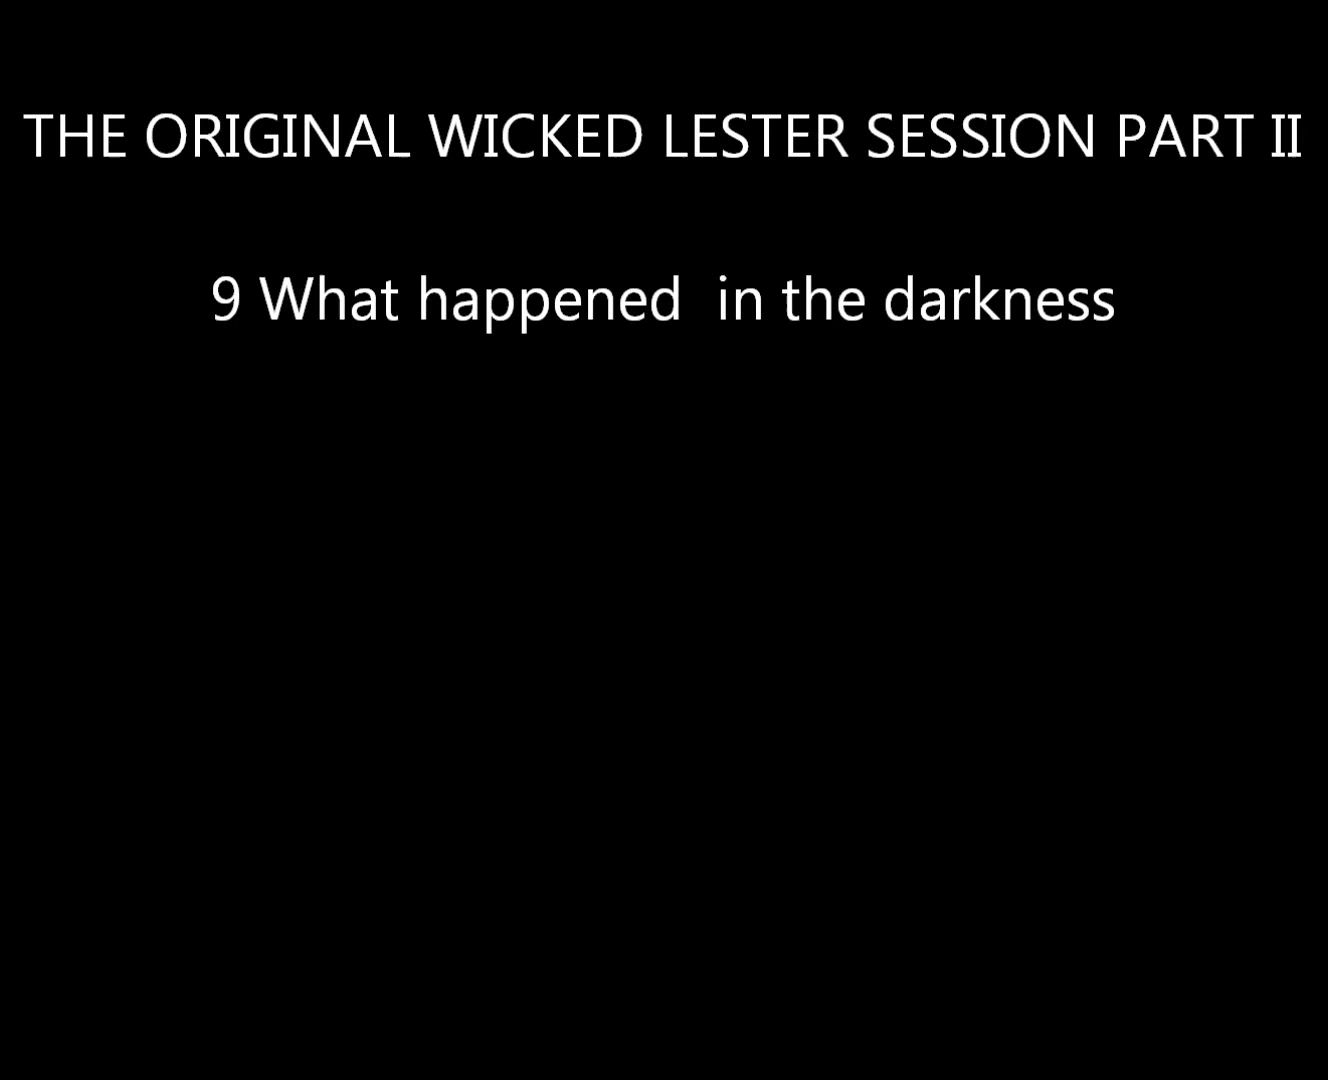 THE ORIGINAL WICKED LESTER SESSION PART II
9 What happened  in the darkness